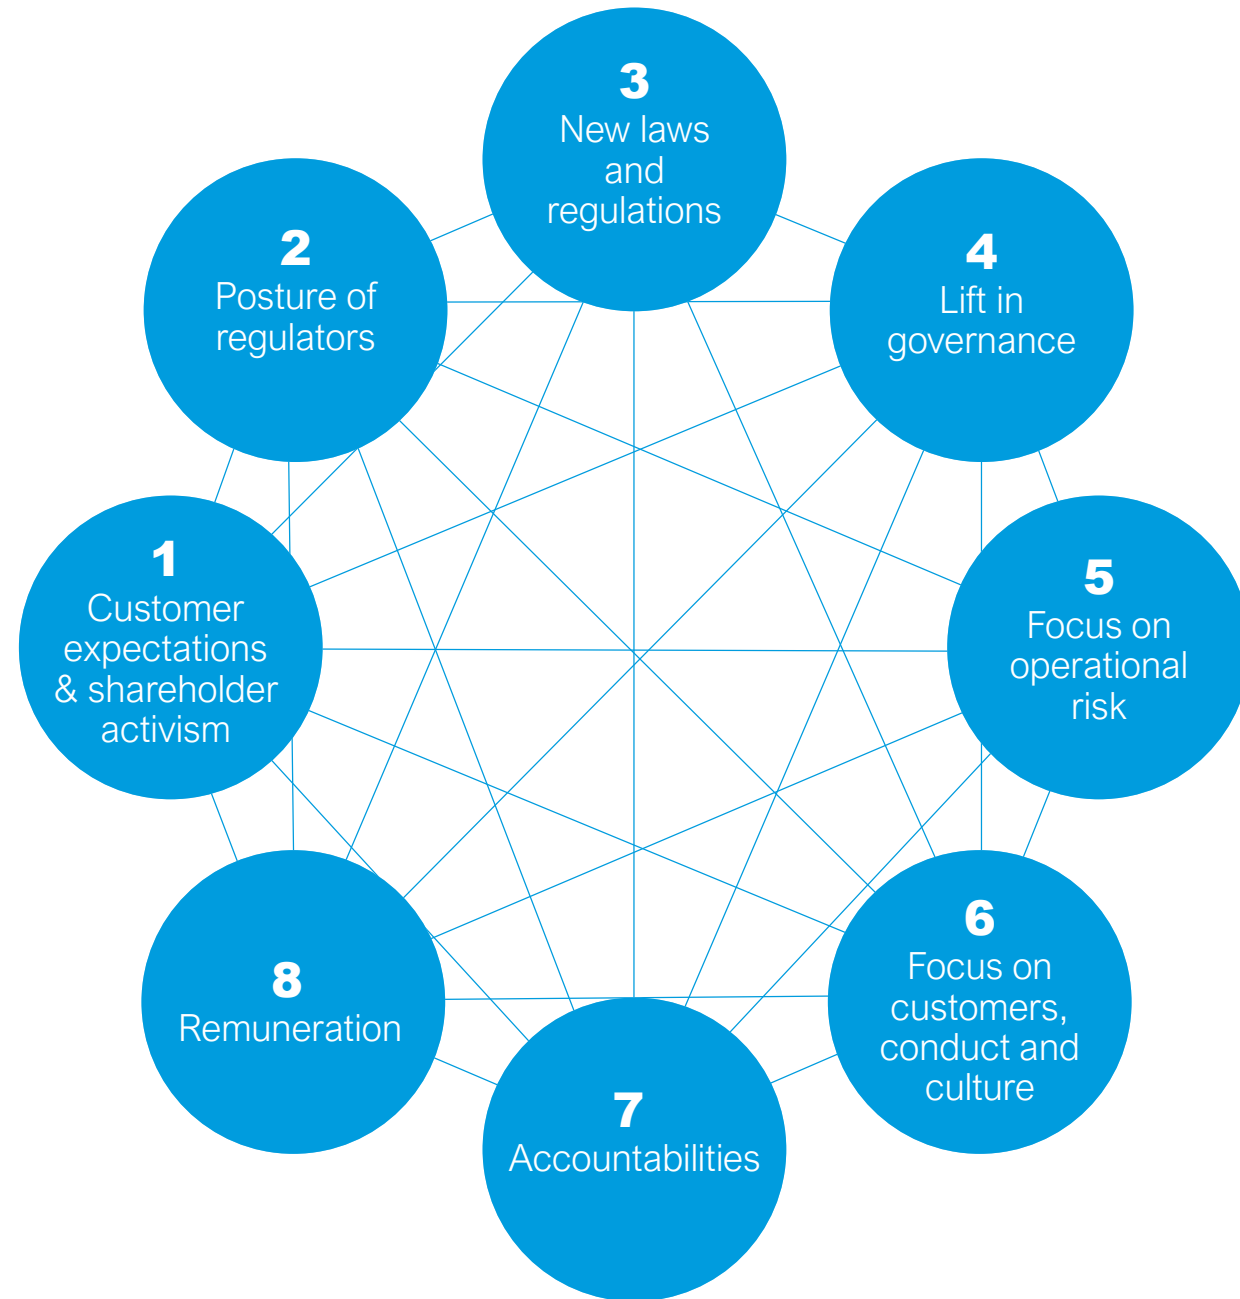 1
Customer
expectations
& shareholder
activism
2
Posture of
regulators
3
New laws
and
regulations
4
Lift in
governance
5
Focus on
operational
risk
6
Focus on
customers,
conduct and
culture
7
Accountabilities
8
Remuneration